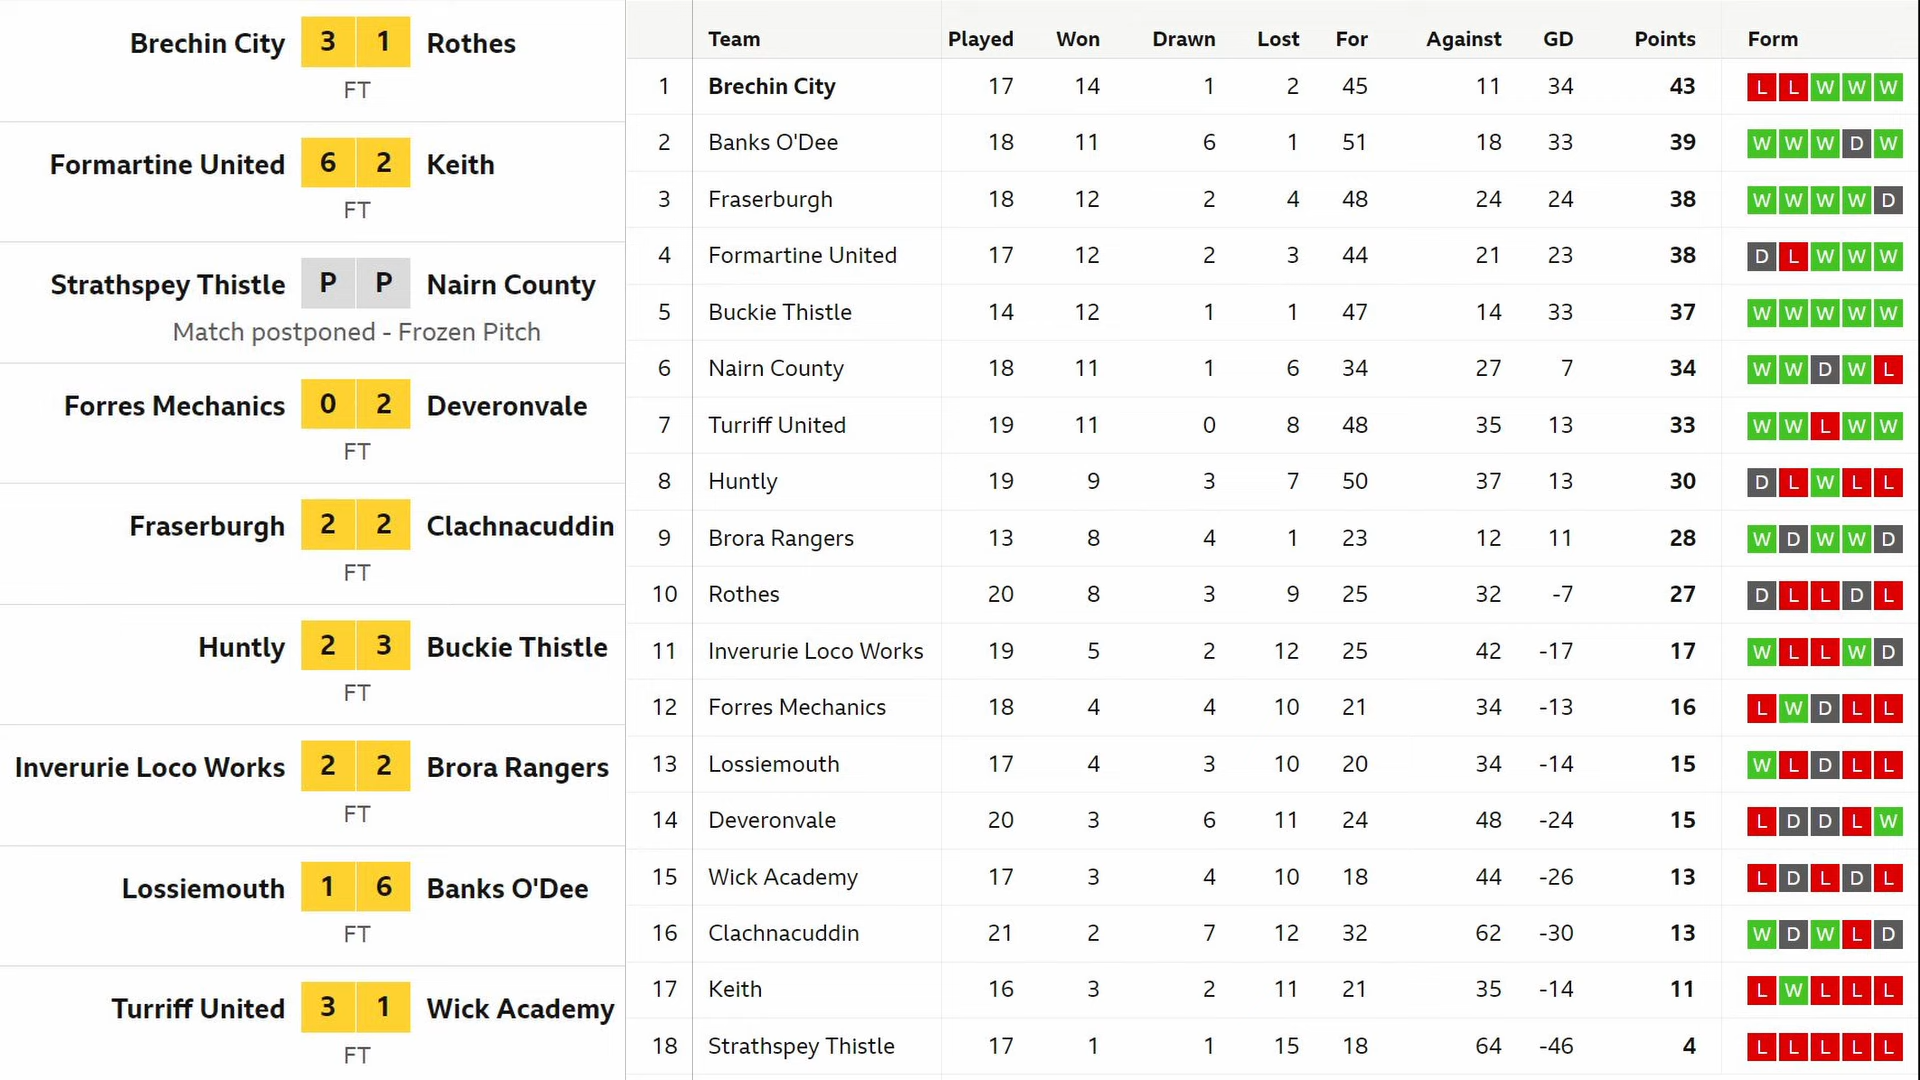 Brechin City 3 1 Rothes
FT
Formartine United 6 2 Keith
FT
Strathspey Thistle P P Nairn County
Match postponed - Frozen Pitch
Forres Mechanics 0 2 Deveronvale
FT
Fraserburgh 2 2 Clachnacuddin
FT
Huntly 2 3 Buckie Thistle
FT
Inverurie Loco Works 2 2 Brora Rangers
FT
Lossiemouth 1 6 Banks O'Dee
FT
Turriff United 3 1 Wick Academy
FT
Team Played Won Drawn Lost For Against GD Points Form
1 Brechin City 17 14 1 2 45 11 34 43 L L W W W
2 Banks O'Dee 18 11 6 1 51 18 33 39 W W W D W
3 Fraserburgh 18 12 2 4 48 24 24 38 W W W W D
4 Formartine United 17 12 2 3 44 21 23 38 D L W W W
5 Buckie Thistle 14 12 1 1 47 14 33 37 W W W W W
6 Nairn County 18 11 1 6 34 27 7 34 W W D W L
7 Turriff United 19 11 0 8 48 35 13 33 W W L W W
8 Huntly 19 9 3 7 50 37 13 30 D L W L L
9 Brora Rangers 13 8 4 1 23 12 11 28 W D W W D
10 Rothes 20 8 3 9 25 32 -7 27 D L L D L
11 Inverurie Loco Works 19 5 2 12 25 42 -17 17 W L L W D
12 Forres Mechanics 18 4 4 10 21 34 -13 16 L W D L L
13 Lossiemouth 17 4 3 10 20 34 -14 15 W L D L L
14 Deveronvale 20 3 6 11 24 48 -24 15 L D D L W
15 Wick Academy 17 3 4 10 18 44 -26 13 L D L D L
16 Clachnacuddin 21 2 7 12 32 62 -30 13 W D W L D
17 Keith 16 3 2 11 21 35 -14 11 L W L L L
18 Strathspey Thistle 17 1 1 15 18 64 -46 4 L L L L L